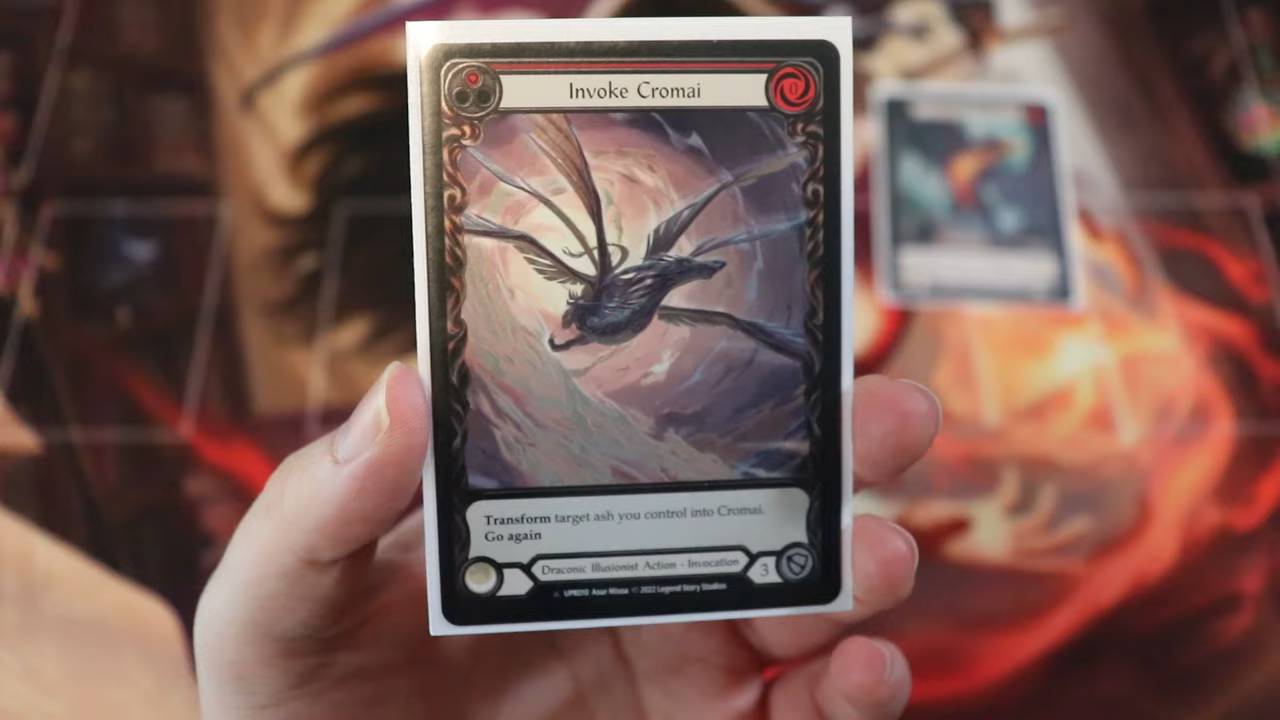 Invoke Cromai
0
Transform target ash you control into Cromai.
Go again
Draconic Illusionist Action - Invocation
3
UPR010 Asur Misoa © 2022 Legend Story Studios